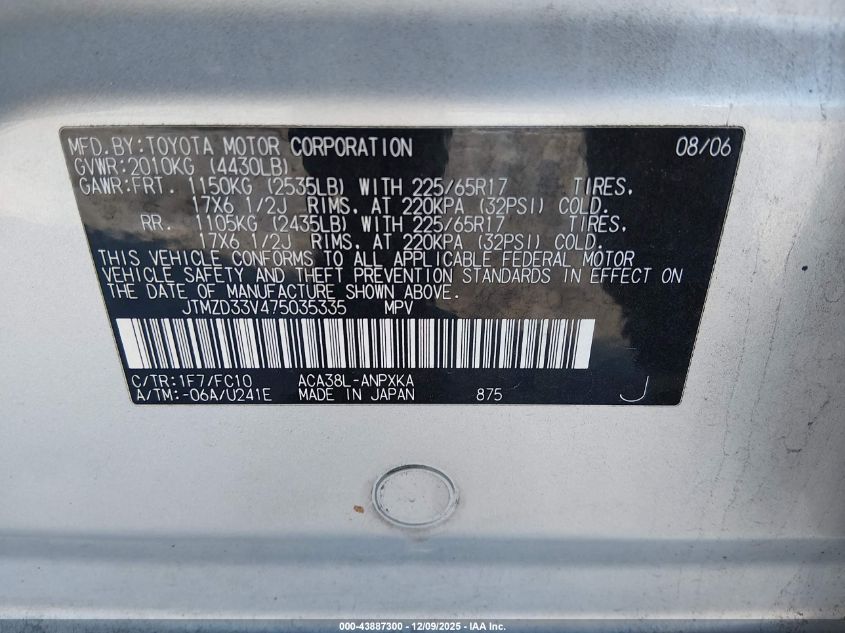 MFD.BY:TOYOTA MOTOR CORPORATION 08/06
GVWR:2010KG (4430LB)
GAWR:FRT. 1150KG (2535LB) WITH 225/65R17 TIRES,
17X6 1/2J RIMS, AT 220KPA (32PSI) COLD.
RR. 1105KG (2435LB) WITH 225/65R17 TIRES,
17X6 1/2J RIMS, AT 220KPA (32PSI) COLD.
THIS VEHICLE CONFORMS TO ALL APPLICABLE FEDERAL MOTOR
VEHICLE SAFETY AND THEFT PREVENTION STANDARDS IN EFFECT ON
THE DATE OF MANUFACTURE SHOWN ABOVE.
JTMZD33V475035335 MPV
C/TR:1F7/FC10 ACA38L-ANPXKA
A/TM:-06A/U241E MADE IN JAPAN 875 J
000-43887300 - 12/09/2025 - IAA Inc.